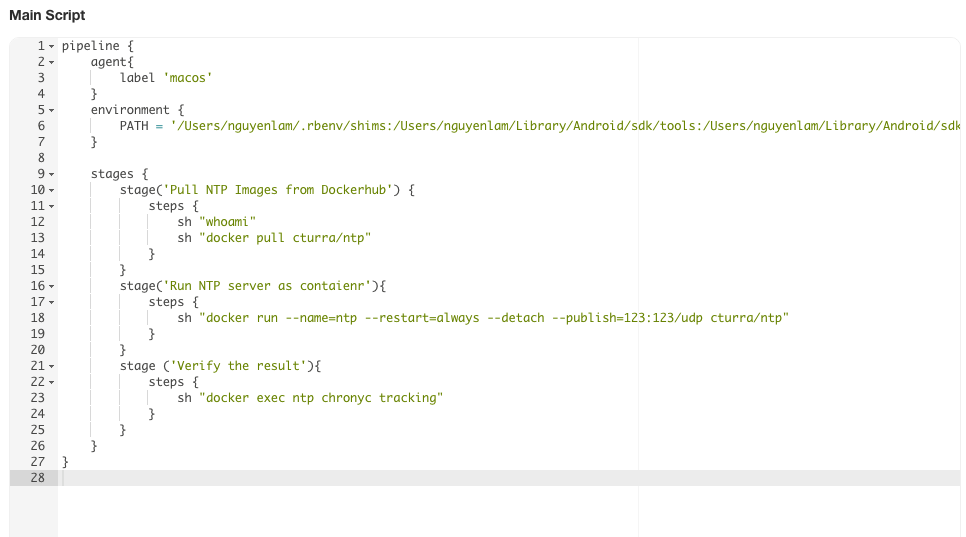 Main Script
1 pipeline {
2 agent{
3 label 'macos'
4 }
5 environment {
6 PATH = '/Users/nguyenlam/.rbenv/shims:/Users/nguyenlam/Library/Android/sdk/tools:/Users/nguyenlam/Library/Android/sdk
7 }
8
9 stages {
10 stage('Pull NTP Images from Dockerhub') {
11 steps {
12 sh "whoami"
13 sh "docker pull cturra/ntp"
14 }
15 }
16 stage('Run NTP server as contaienr'){
17 steps {
18 sh "docker run --name=ntp --restart=always --detach --publish=123:123/udp cturra/ntp"
19 }
20 }
21 stage ('Verify the result'){
22 steps {
23 sh "docker exec ntp chronyc tracking"
24 }
25 }
26 }
27 }
28